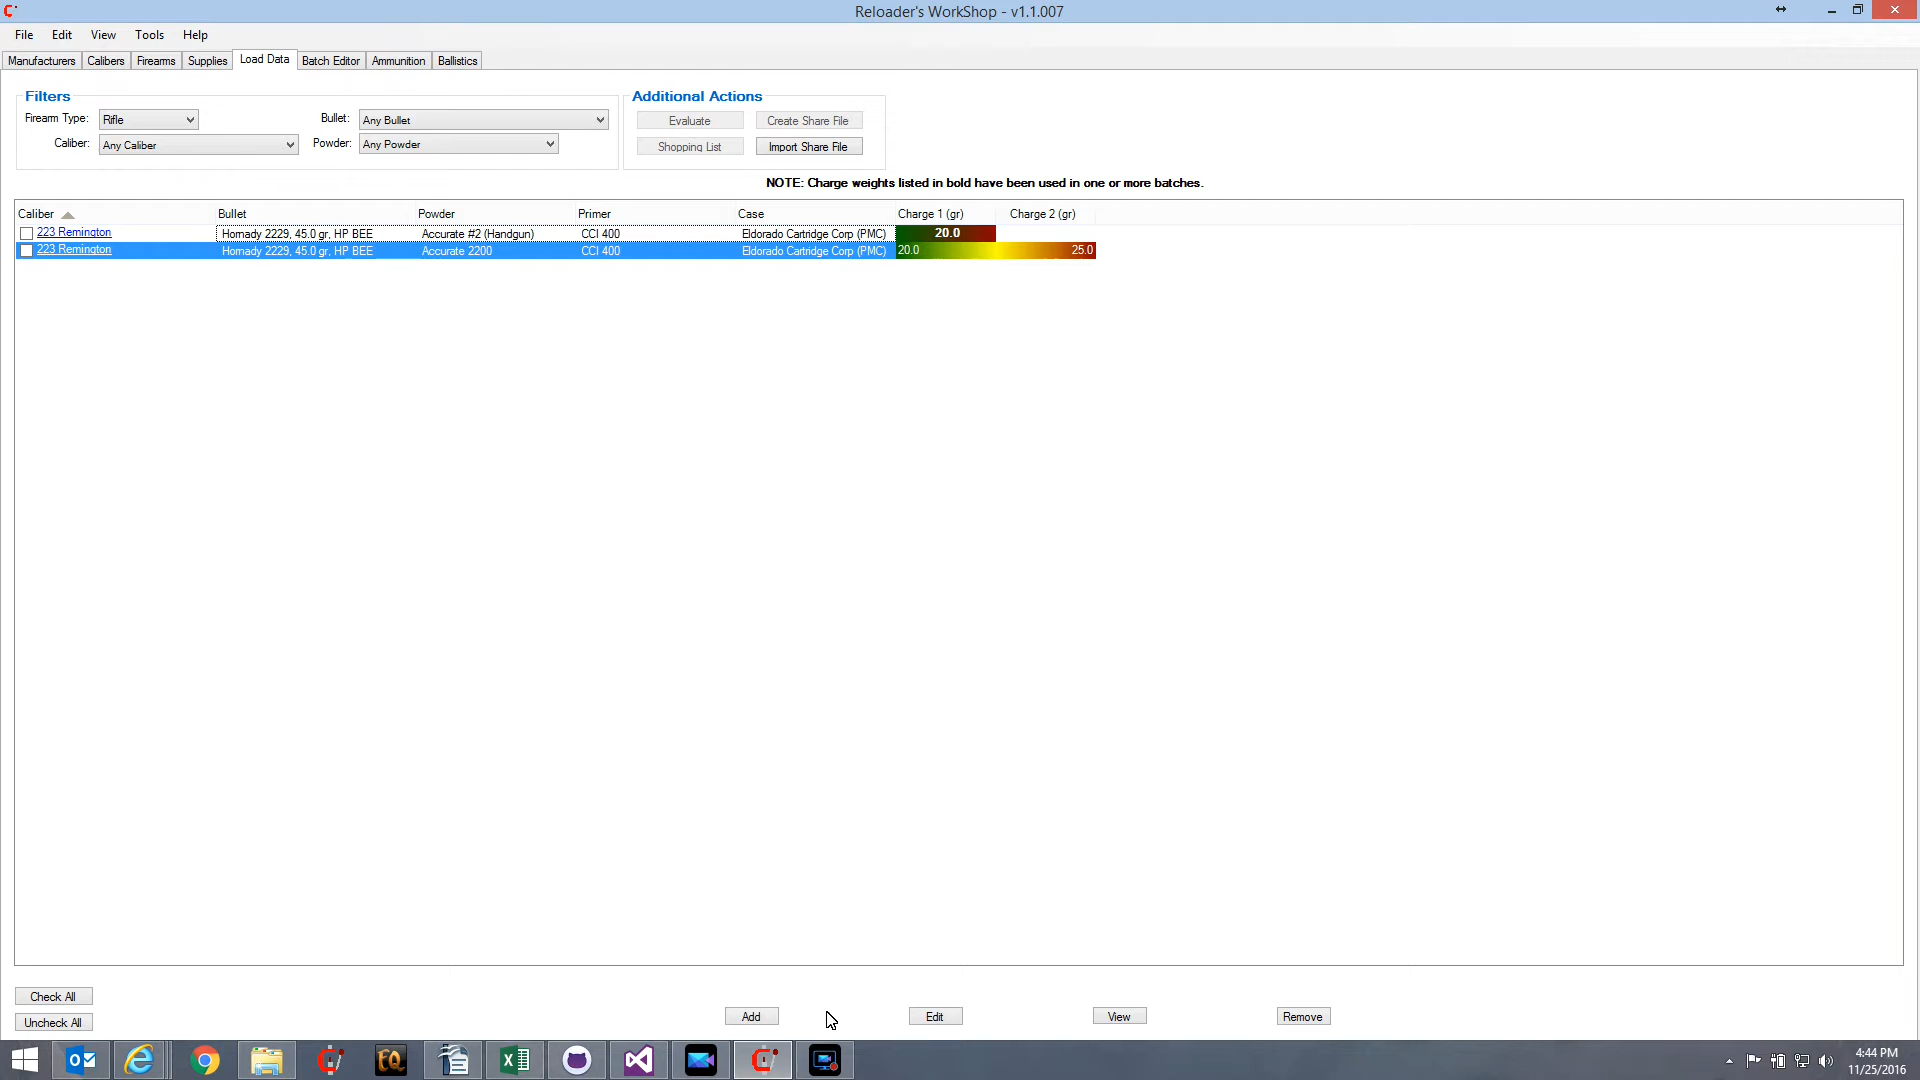 Reloader's WorkShop - v1.1.007
File Edit View Tools Help
Manufacturers Calibers Firearms Supplies Load Data Batch Editor Ammunition Ballistics
Filters
Firearm Type: Rifle Bullet: Any Bullet
Caliber: Any Caliber Powder: Any Powder
Additional Actions
Evaluate Create Share File
Shopping List Import Share File
NOTE: Charge weights listed in bold have been used in one or more batches.
Caliber Bullet Powder Primer Case Charge 1 (gr) Charge 2 (gr)
223 Remington Hornady 2229, 45.0 gr, HP BEE Accurate #2 (Handgun) CCI 400 Eldorado Cartridge Corp (PMC) 20.0
223 Remington Hornady 2229, 45.0 gr, HP BEE Accurate 2200 CCI 400 Eldorado Cartridge Corp (PMC) 20.0 25.0
Check All
Uncheck All
Add Edit View Remove
EQ
4:44 PM
11/25/2016